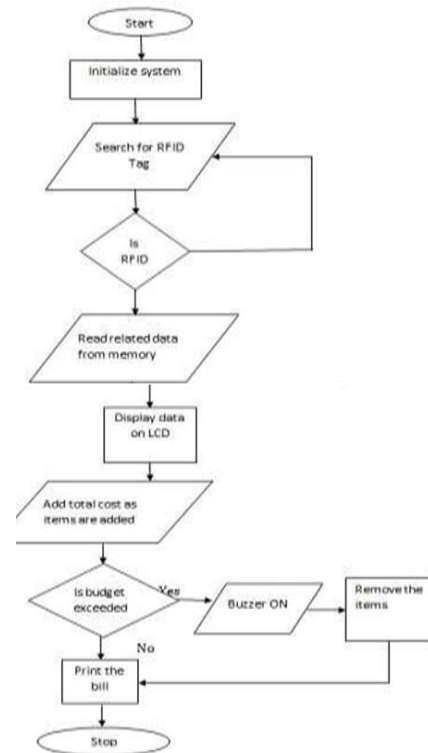 Start
Initialize system
Search for RFID
Tag
Is
RFID
Read related data
from memory
Display data
on LCD
Add total cost as
items are added
Is budget
exceeded
Yes
Buzzer ON
Remove the
items
No
Print the
bill
Stop